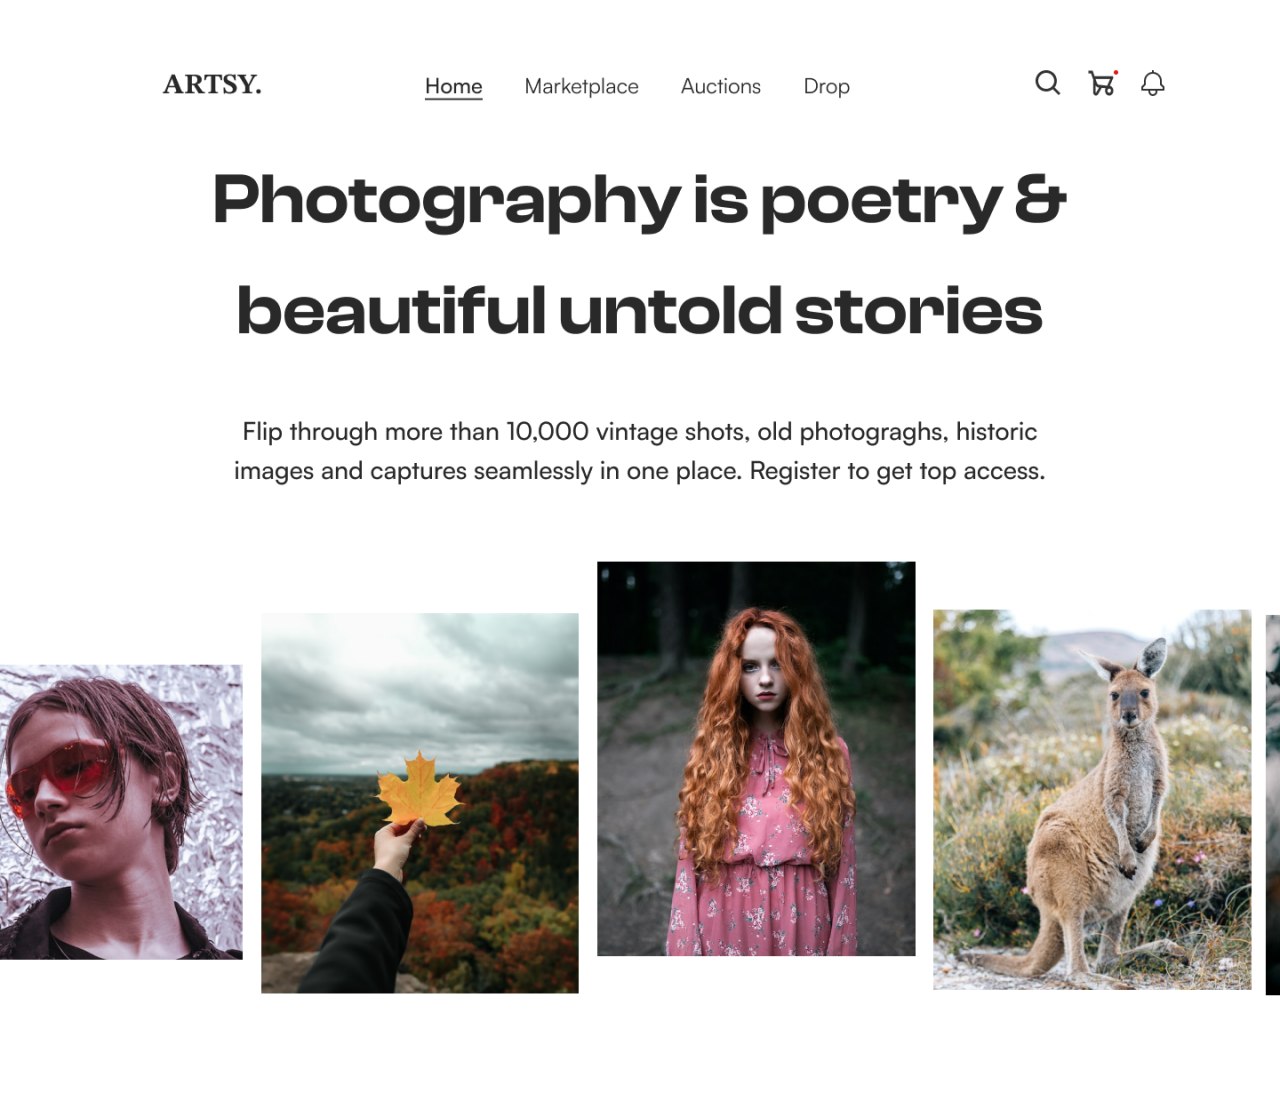 ARTSY.
Home Marketplace Auctions Drop
Photography is poetry &
beautiful untold stories
Flip through more than 10,000 vintage shots, old photograghs, historic
images and captures seamlessly in one place. Register to get top access.